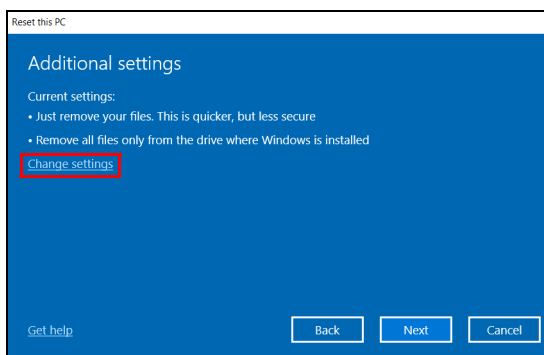 Reset this PC
Additional settings
Current settings:
• Just remove your files. This is quicker, but less secure
• Remove all files only from the drive where Windows is installed
Change settings
Get help
Back
Next
Cancel